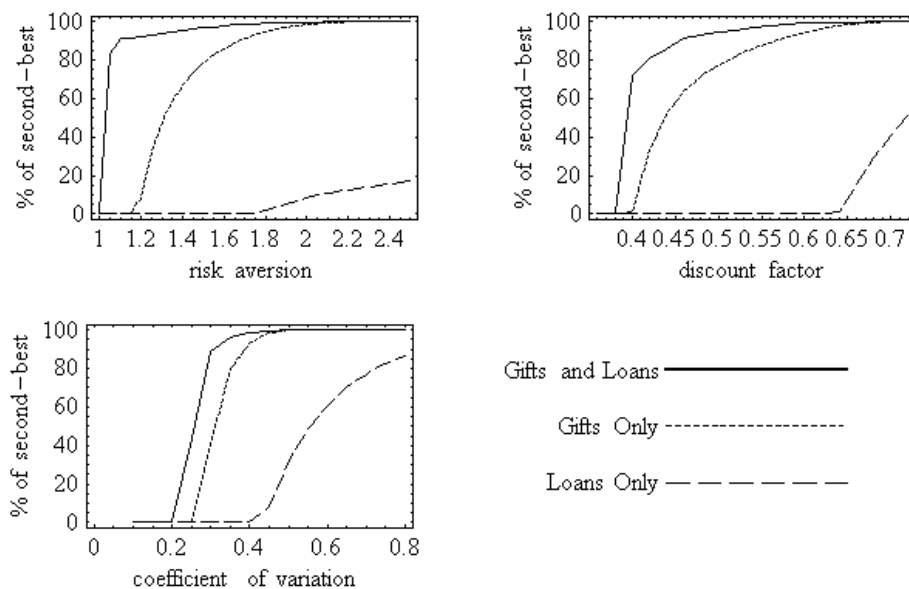 % of second-best
100
80
60
40
20
0
1 1.2 1.4 1.6 1.8 2 2.2 2.4
risk aversion
% of second-best
100
80
60
40
20
0
0.4 0.45 0.5 0.55 0.6 0.65 0.7
discount factor
% of second-best
100
80
60
40
20
0
0 0.2 0.4 0.6 0.8
coefficient of variation
Gifts and Loans
Gifts Only
Loans Only